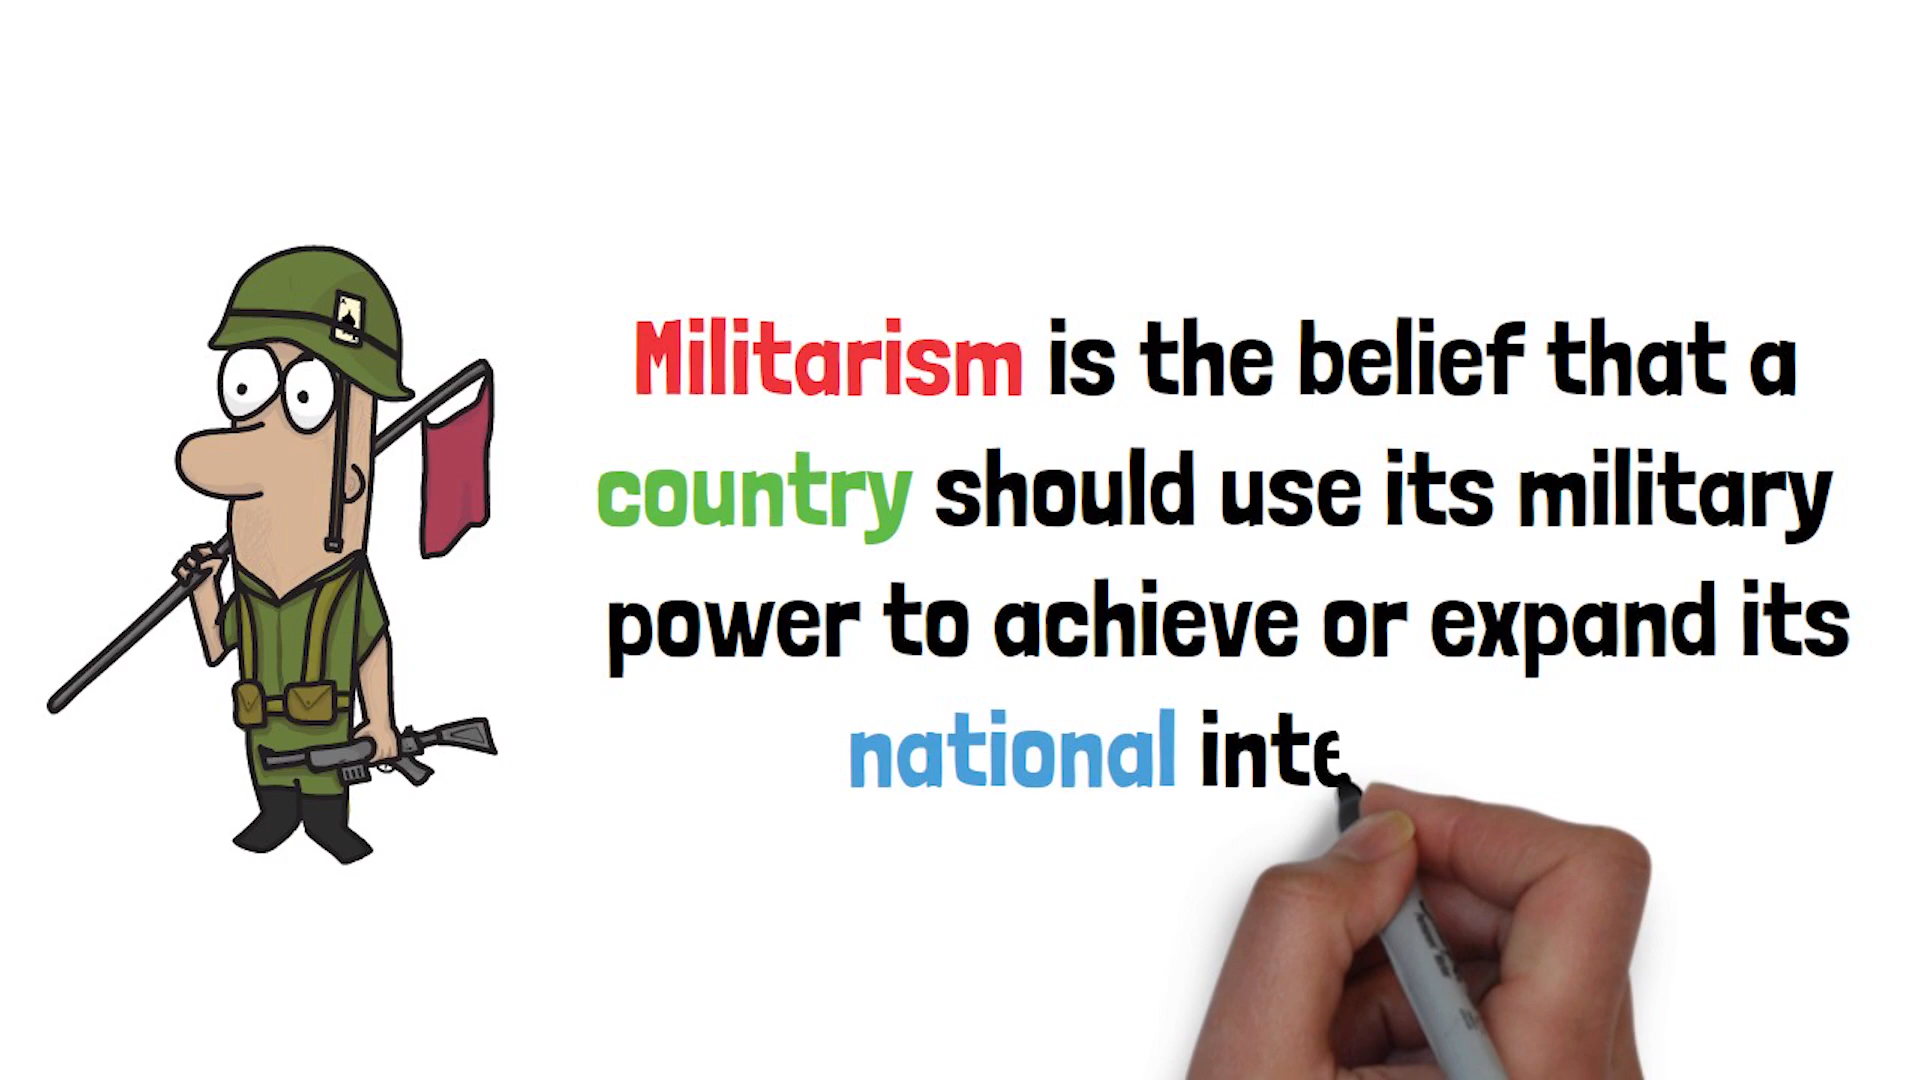 Militarism is the belief that a
country should use its military
power to achieve or expand its
national inte